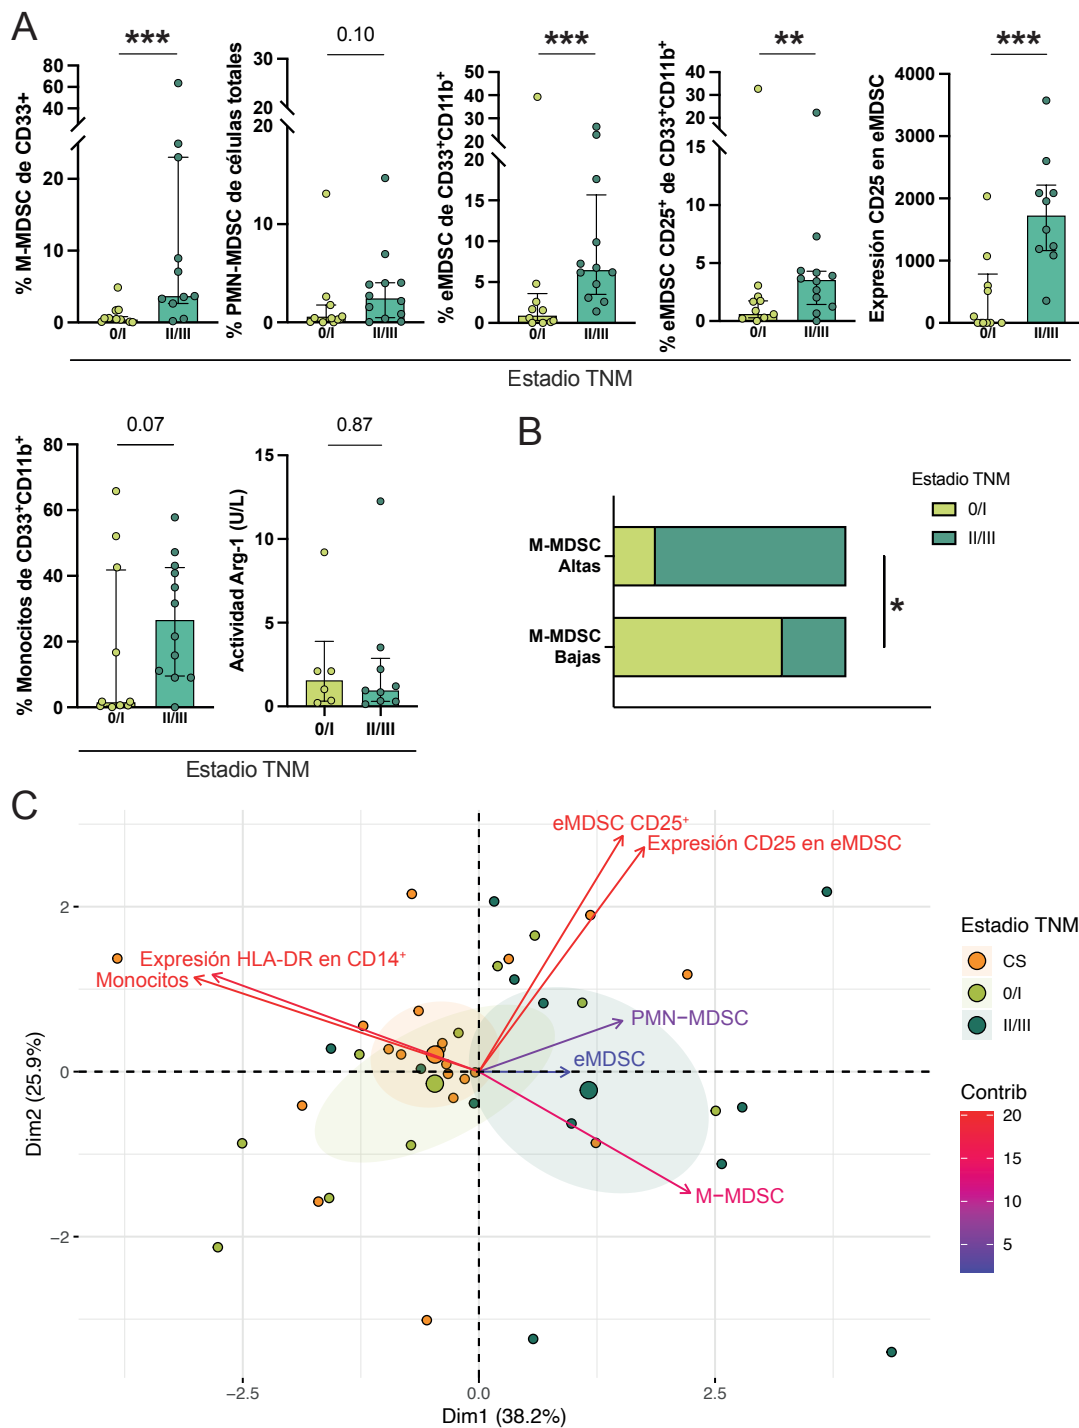 A
***
% M-MDSC de CD33+
80
60
40
20
10
0
0/I
II/III
0.10
% PMN-MDSC de células totales
30
20
20
10
0
0/I
II/III
***
% eMDSC de CD33⁺CD11b⁺
50
40
30
20
20
15
10
5
0
0/I
II/III
**
% eMDSC CD25⁺ de CD33⁺CD11b⁺
40
30
20
15
10
5
0
0/I
II/III
***
Expresión CD25 en eMDSC
4000
3000
2000
1000
0
0/I
II/III
Estadio TNM
0.07
% Monocitos de CD33⁺CD11b⁺
80
60
40
20
0
0/I
II/III
0.87
Actividad Arg-1 (U/L)
15
10
5
0
0/I
II/III
Estadio TNM
B
Estadio TNM
0/I
II/III
M-MDSC
Altas
M-MDSC
Bajas
*
C
eMDSC CD25⁺
Expresión CD25 en eMDSC
Expresión HLA-DR en CD14⁺
Monocitos
PMN−MDSC
eMDSC
M−MDSC
Dim2 (25.9%)
2
0
−2
−2.5
0.0
2.5
Dim1 (38.2%)
Estadio TNM
CS
0/I
II/III
Contrib
20
15
10
5